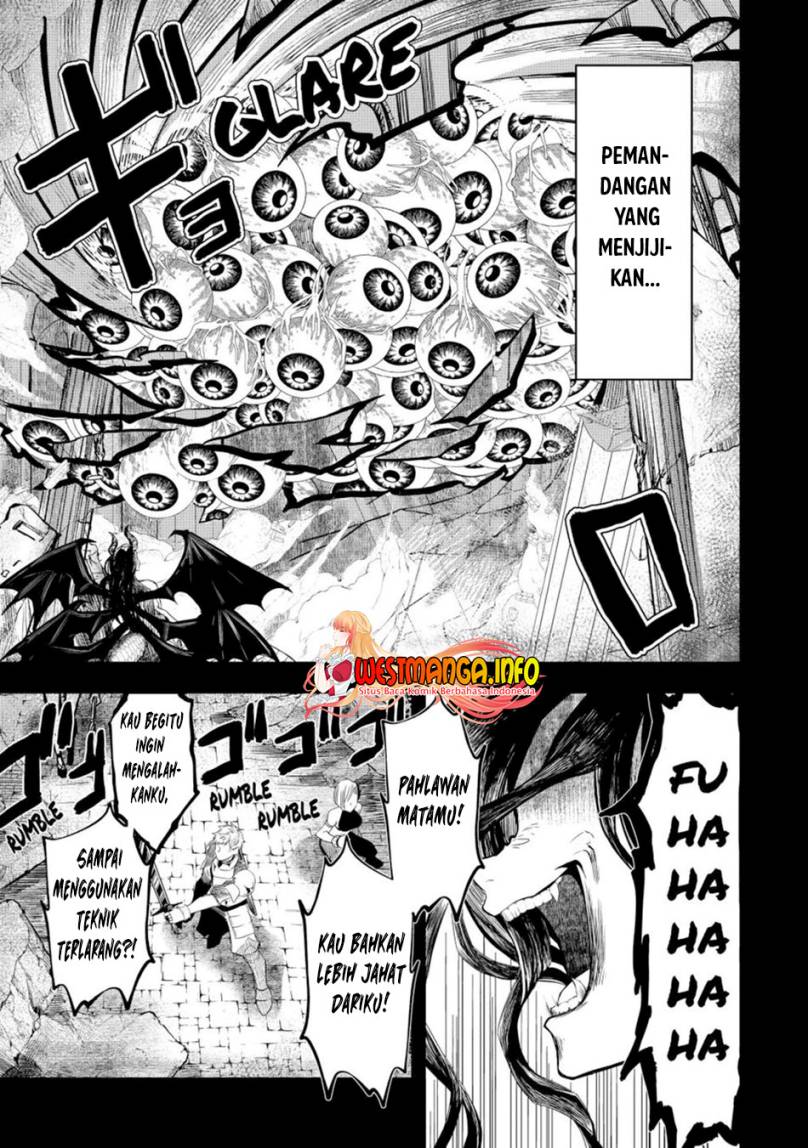 PEMAN-
DANGAN
YANG
MENJIJI-
KAN...
GLARE
ギョ
ロ
WESTMANGA.INFO
Situs Baca Komik Berbahasa Indonesia
FU
HA
HA
HA
HA
HA
PAHLAWAN
MATAMU!
KAU BAHKAN
LEBIH JAHAT
DARIKU!
ゴゴゴゴ
RUMBLE
RUMBLE
RUMBLE
KAU BEGITU
INGIN
MENGALAH-
KANKU,
SAMPAI
MENGGUNAKAN
TEKNIK
TERLARANG?!